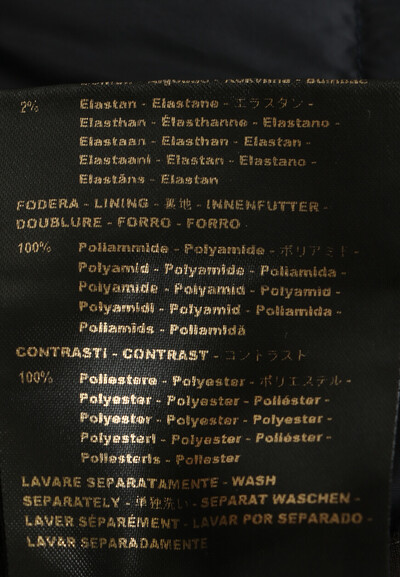 2% Elastan - Elastane - エラスタン -
Elasthan - Élasthanne - Elastano -
Elastaan - Elasthan - Elastan -
Elastaani - Elastan - Elastano -
Elastāns - Elastan
FODERA - LINING - 裏地 - INNENFUTTER -
DOUBLURE - FORRO - FORRO -
100% Poliammide - Polyamide - ポリアミト -
Polyamid - Polyamide - Poliamida -
Polyamide - Polyamid - Polyamid -
Polyamidi - Polyamid - Poliamida -
Poliamids - Poliamidă
CONTRASTI - CONTRAST - コントラスト
100% Poliestere - Polyester - ポリエステル -
Polyester - Polyester - Poliéster -
Polyester - Polyester - Polyester -
Polyesteri - Polyester - Poliéster -
Poliesteris - Poliester
LAVARE SEPARATAMENTE - WASH
SEPARATELY - 単独洗い - SEPARAT WASCHEN -
LAVER SÉPARÉMENT - LAVAR POR SEPARADO -
LAVAR SEPARADAMENTE